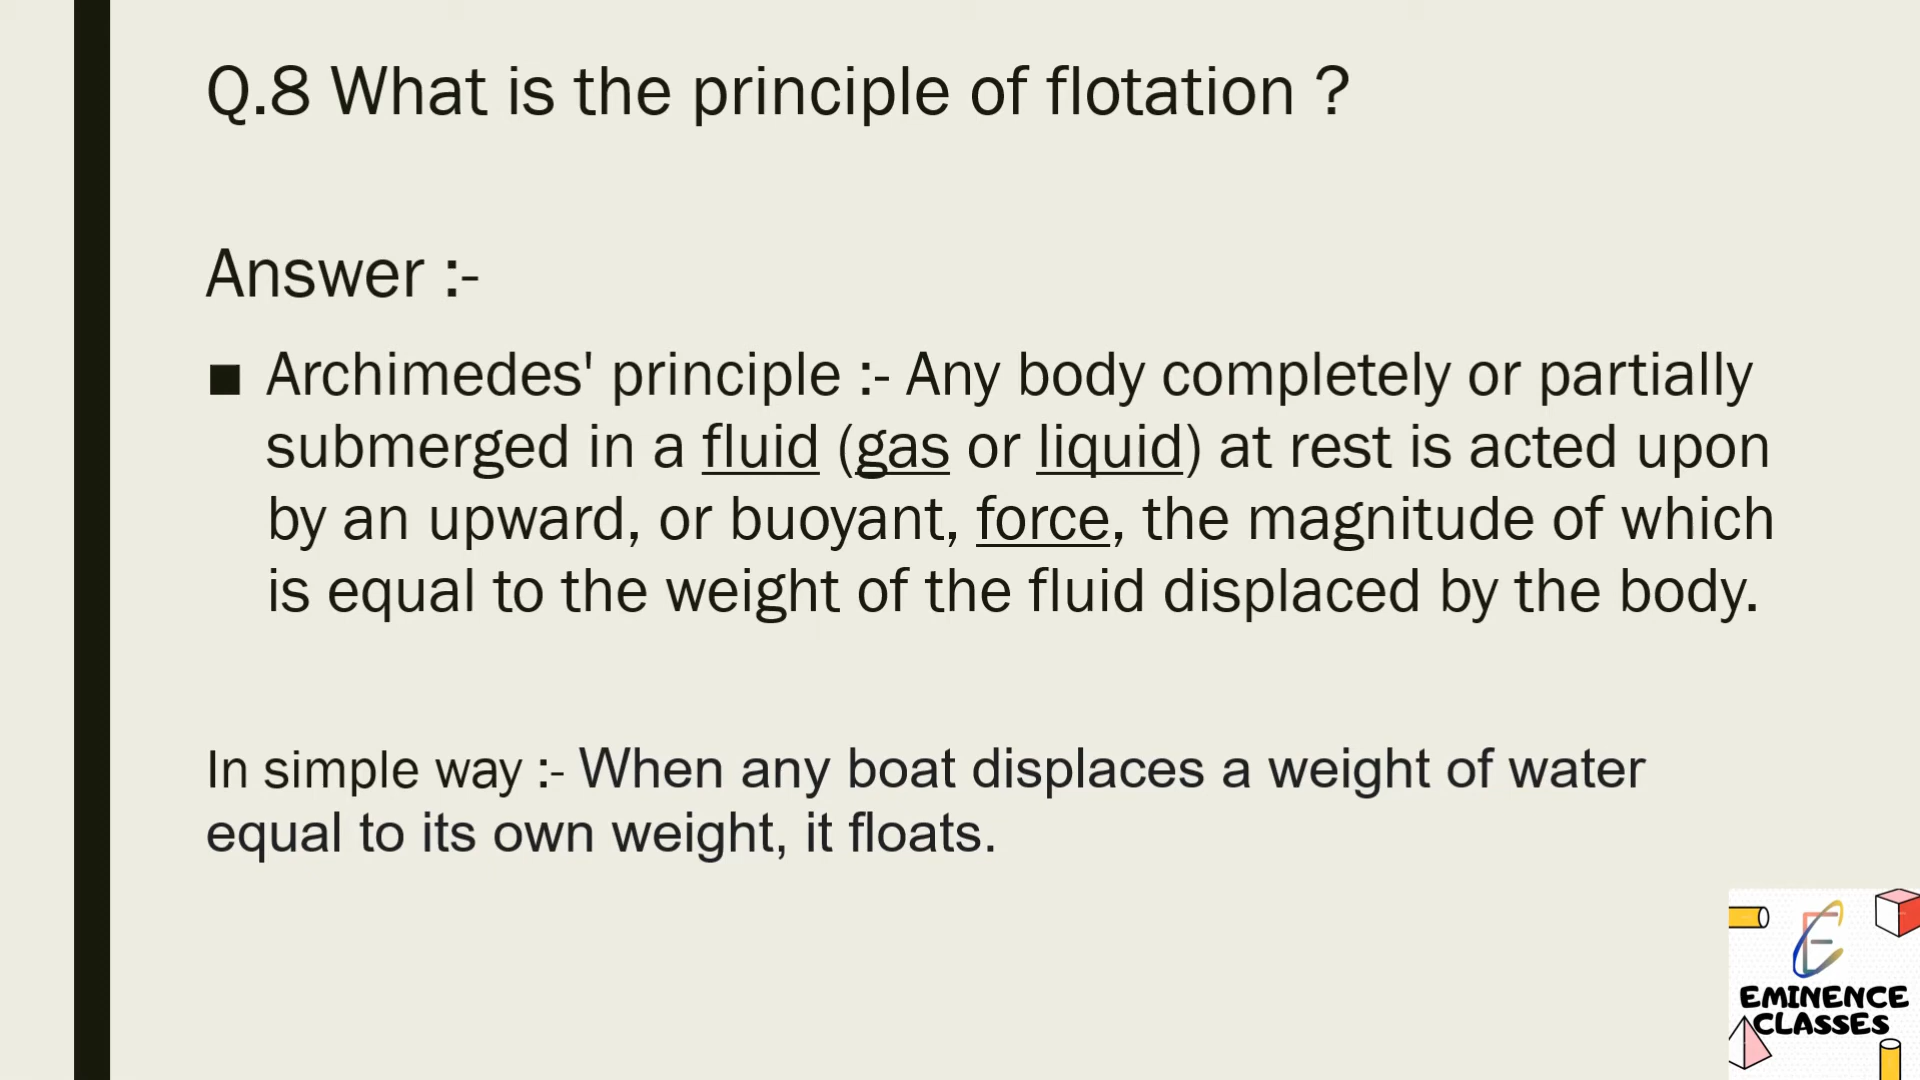 Q.8 What is the principle of flotation ?
Answer :-
■ Archimedes' principle :- Any body completely or partially
submerged in a fluid (gas or liquid) at rest is acted upon
by an upward, or buoyant, force, the magnitude of which
is equal to the weight of the fluid displaced by the body.
In simple way :- When any boat displaces a weight of water
equal to its own weight, it floats.
E
EMINENCE
CLASSES